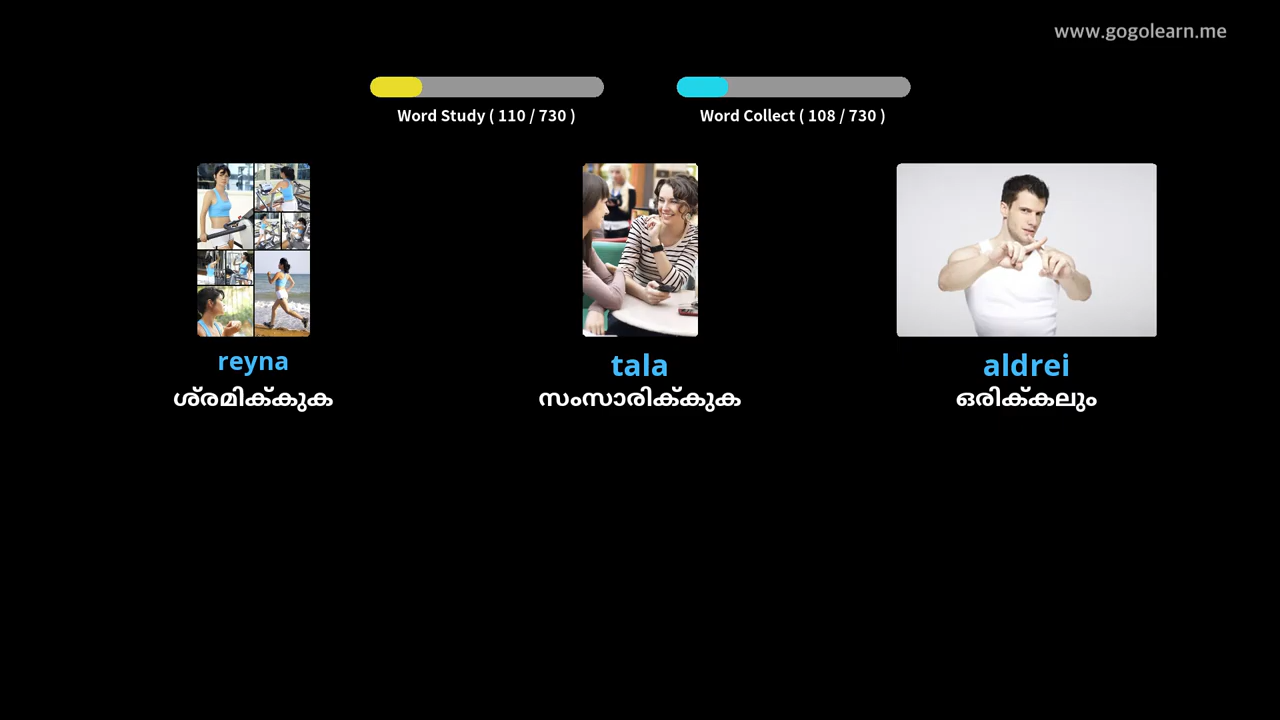 www.gogolearn.me
Word Study ( 110 / 730 )
Word Collect ( 108 / 730 )
reyna
ശ്രമിക്കുക
tala
സംസാരിക്കുക
aldrei
ഒരിക്കലും